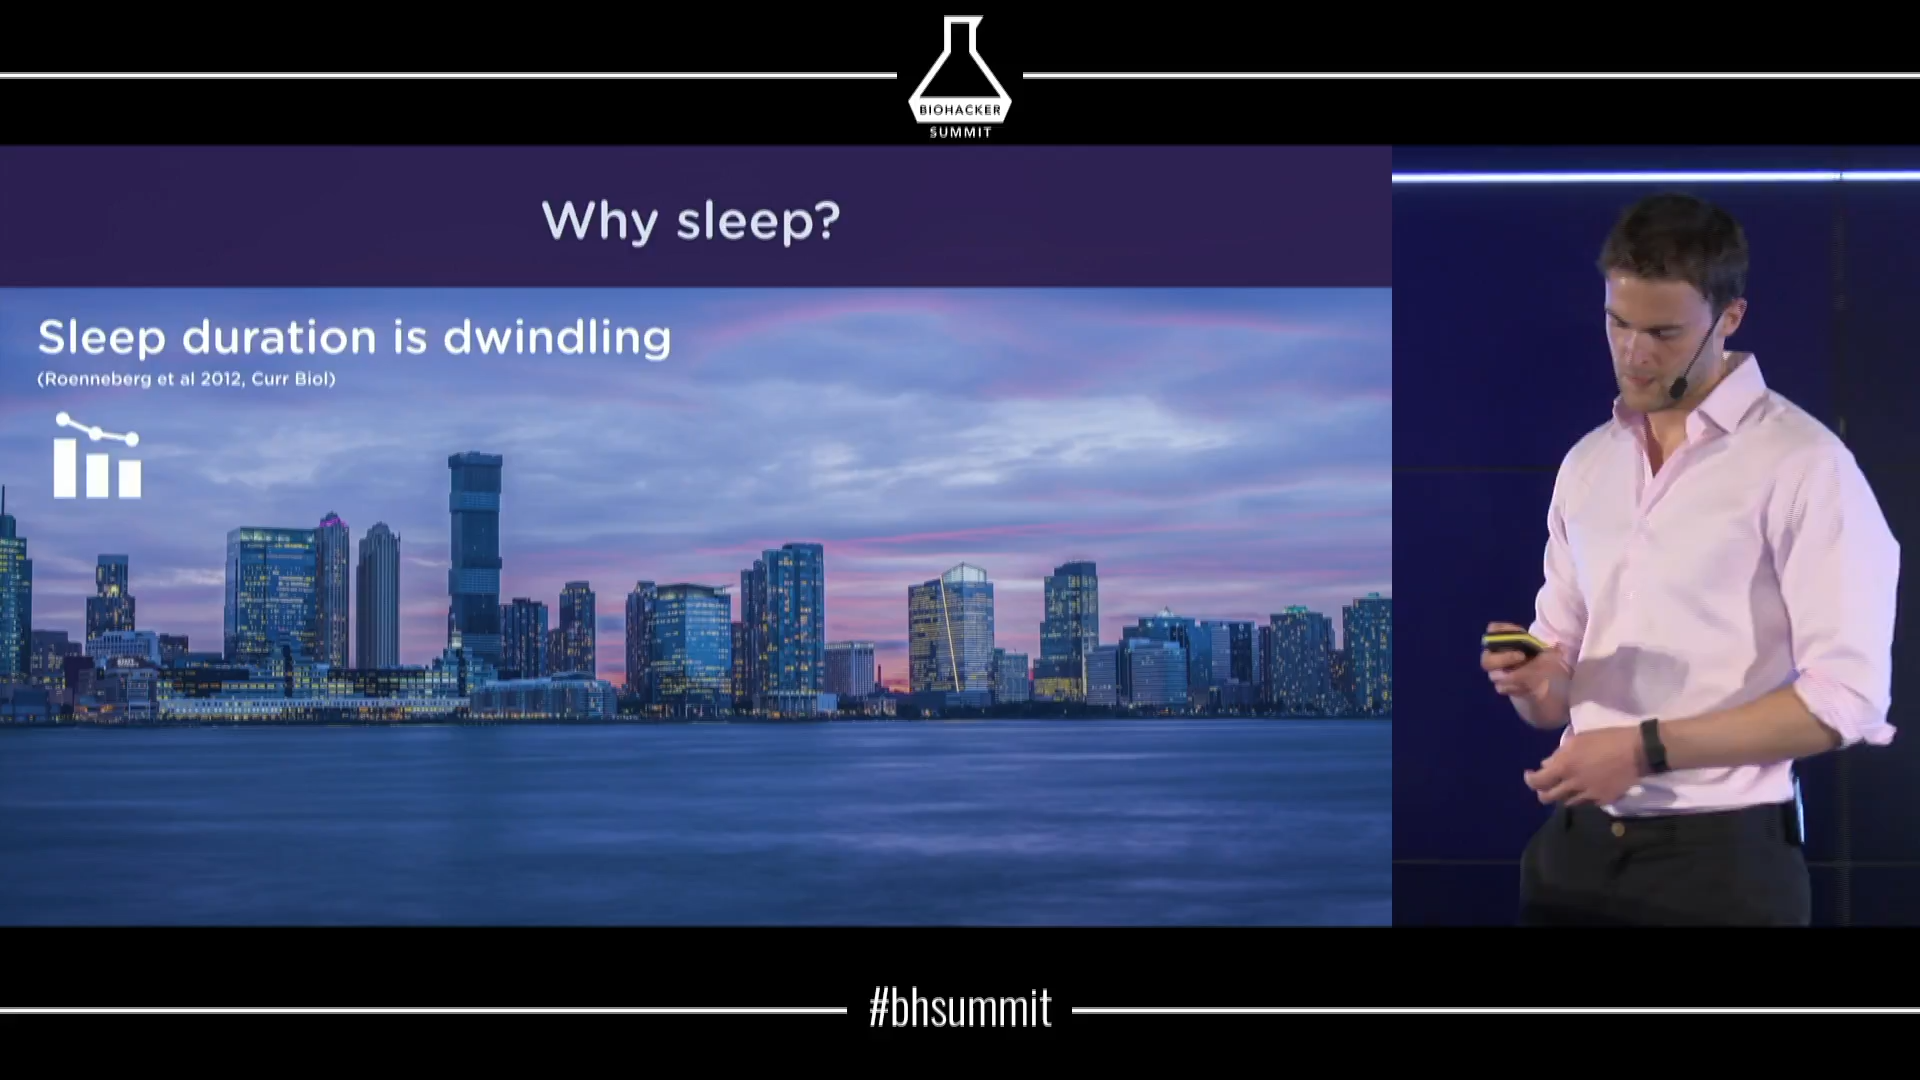 BIOHACKER
SUMMIT
Why sleep?
Sleep duration is dwindling
(Roenneberg et al 2012, Curr Biol)
#bhsummit